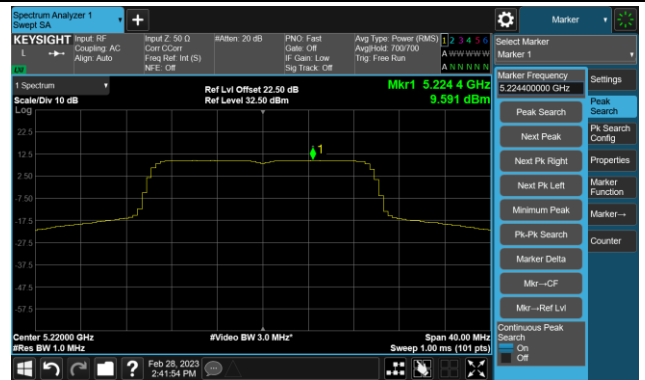 Spectrum Analyzer 1
Swept SA
Marker
KEYSIGHT
L
Input: RF
Coupling: AC
Align: Auto
Input Z: 50 Ω
Corr CCorr
Freq Ref: Int (S)
NFE: Off
#Atten: 20 dB
PNO: Fast
Gate: Off
IF Gain: Low
Sig Track: Off
Avg Type: Power (RMS)
Avg|Hold: 700/700
Trig: Free Run
1 2 3 4 5 6
A W W W W W
A N N N N N
Select Marker
Marker 1
1 Spectrum
Scale/Div 10 dB
Log
Ref Lvl Offset 22.50 dB
Ref Level 32.50 dBm
Mkr1 5.224 4 GHz
9.591 dBm
22.5
12.5
2.50
-7.50
-17.5
-27.5
-37.5
-47.5
-57.5
1
Center 5.22000 GHz
#Res BW 1.0 MHz
#Video BW 3.0 MHz*
Span 40.00 MHz
Sweep 1.00 ms (101 pts)
Marker Frequency
5.224400000 GHz
Peak Search
Next Peak
Next Pk Right
Next Pk Left
Minimum Peak
Pk-Pk Search
Marker Delta
Mkr→CF
Mkr→Ref Lvl
Continuous Peak
Search
On
Off
Settings
Peak
Search
Pk Search
Config
Properties
Marker
Function
Marker→
Counter
?
Feb 28, 2023
2:41:54 PM